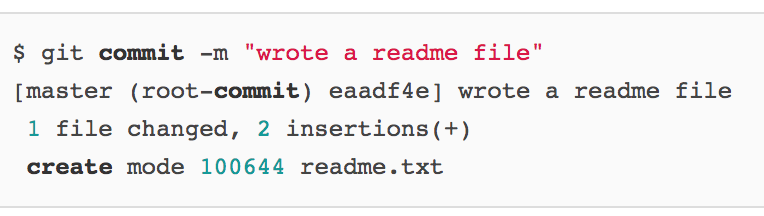 $ git commit -m "wrote a readme file"
[master (root-commit) eaadf4e] wrote a readme file
 1 file changed, 2 insertions(+)
 create mode 100644 readme.txt